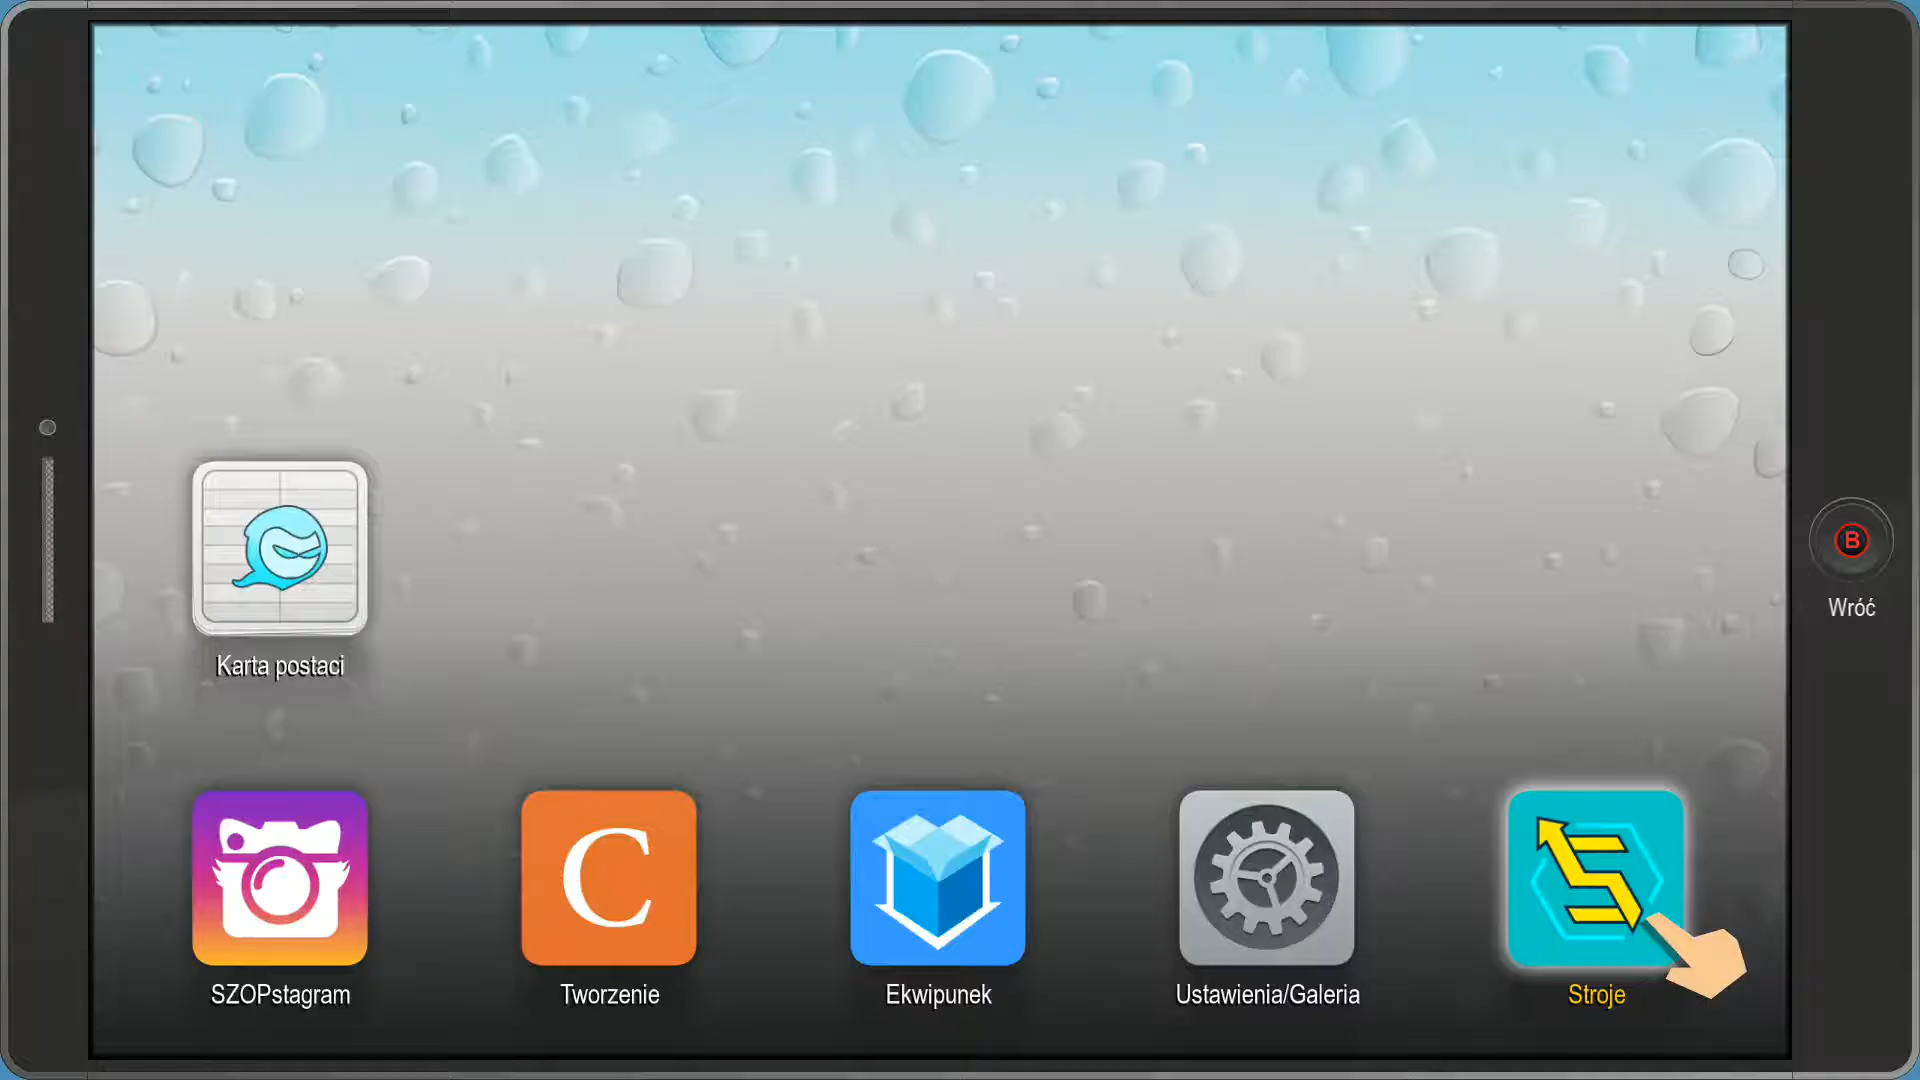 Karta postaci
B
Wróć
C
SZOPstagram
Tworzenie
Ekwipunek
Ustawienia/Galeria
Stroje